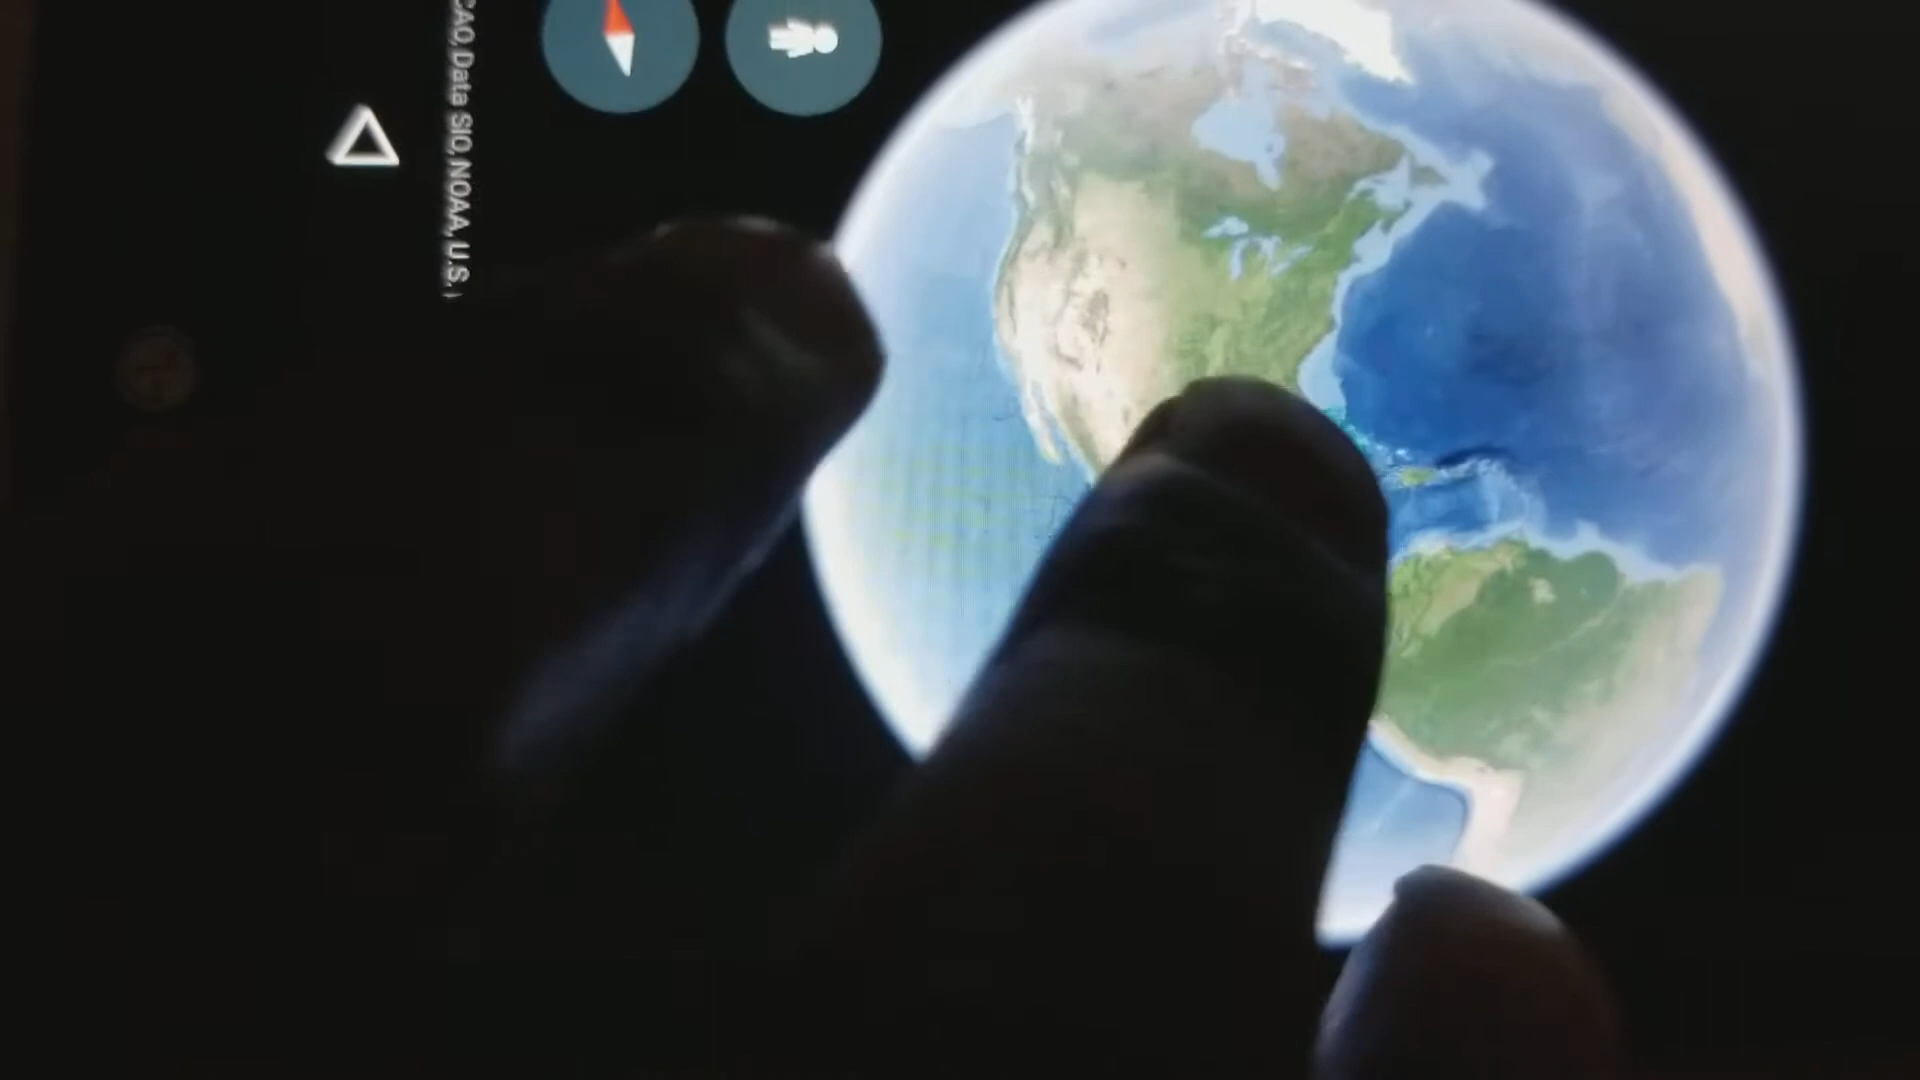 CAO, Data SIO, NOAA, U.S.